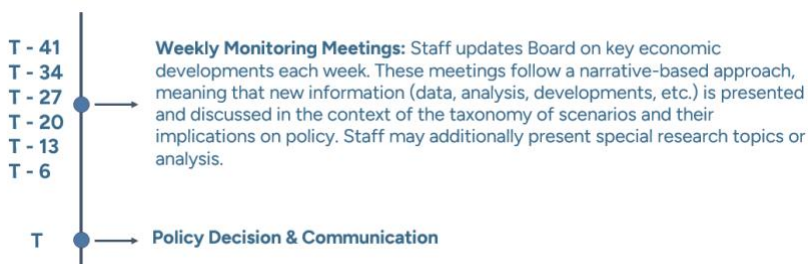 T - 41
T - 34
T - 27
T - 20
T - 13
T - 6
Weekly Monitoring Meetings: Staff updates Board on key economic
developments each week. These meetings follow a narrative-based approach,
meaning that new information (data, analysis, developments, etc.) is presented
and discussed in the context of the taxonomy of scenarios and their
implications on policy. Staff may additionally present special research topics or
analysis.
T
Policy Decision & Communication